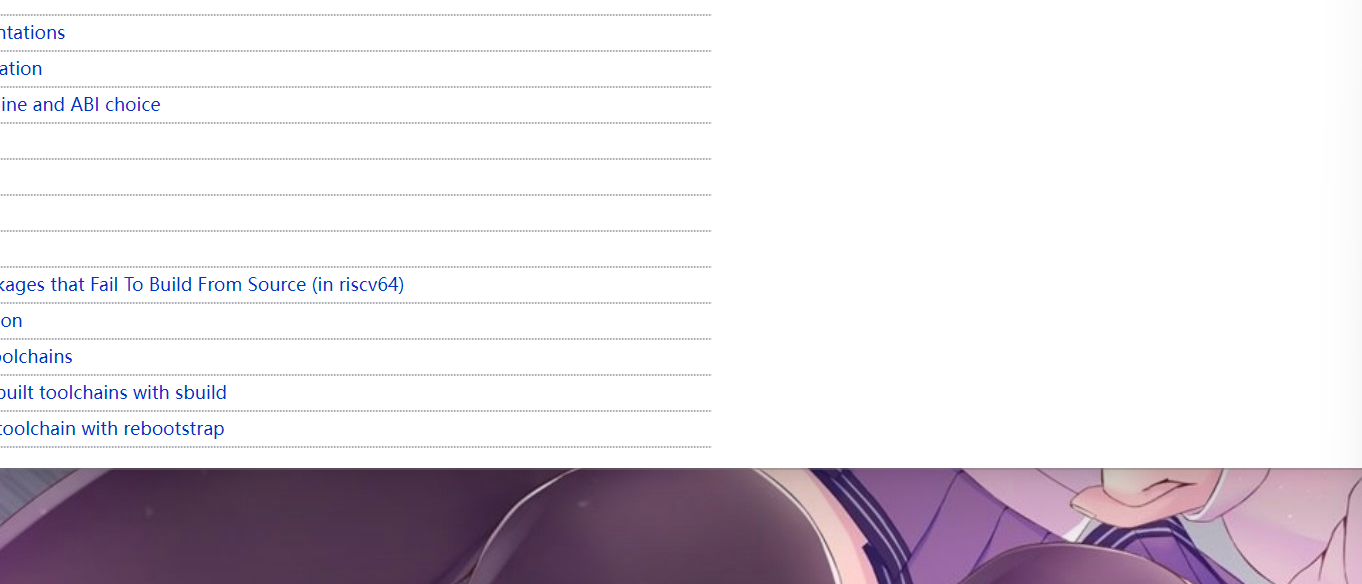 ntations
ation
ine and ABI choice
kages that Fail To Build From Source (in riscv64)
on
oolchains
built toolchains with sbuild
toolchain with rebootstrap